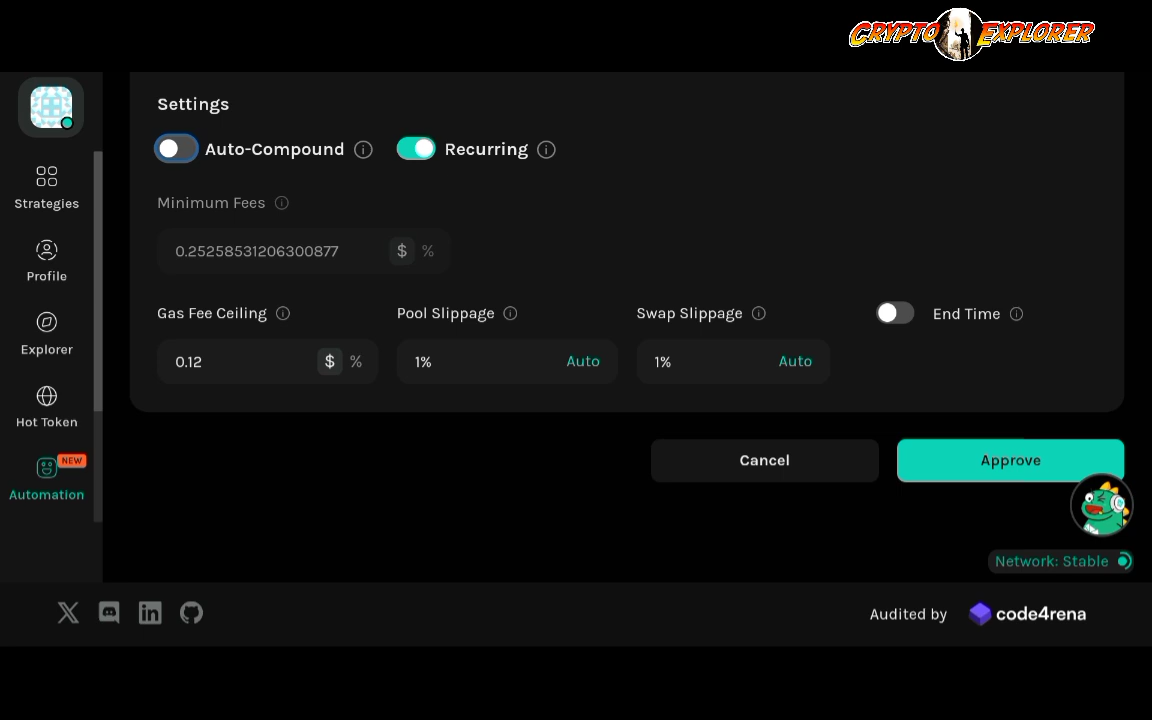 CRYPTO EXPLORER
Settings
Auto-Compound
Recurring
Strategies
Minimum Fees
Profile
0.25258531206300877 $ %
Gas Fee Ceiling
Pool Slippage
Swap Slippage
End Time
Explorer
0.12 $ %
1% Auto
1% Auto
Hot Token
NEW
Automation
Cancel
Approve
Network: Stable
Audited by code4rena